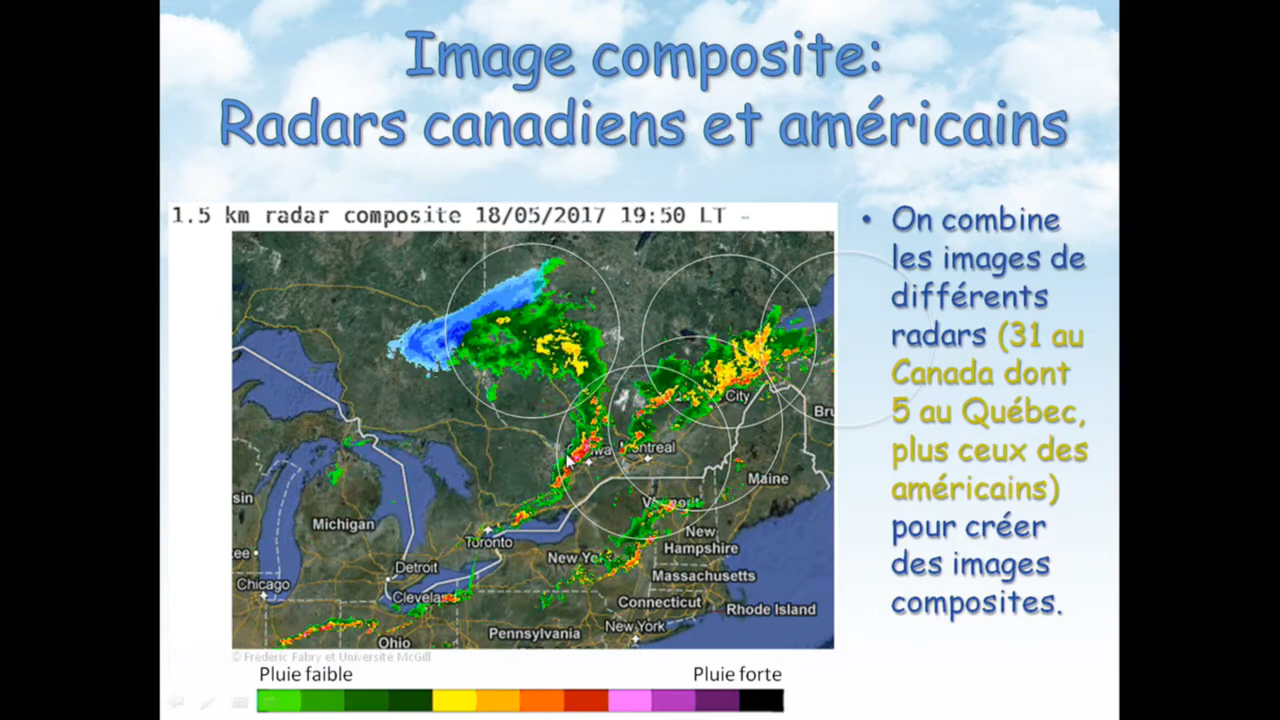 Image composite:
Radars canadiens et américains
1.5 km radar composite 18/05/2017 19:50 LT -
• On combine
les images de
différents
radars (31 au
Canada dont
5 au Québec,
plus ceux des
américains)
pour créer
des images
composites.
City
Montreal
Maine
sin
Michigan
Vermont
Toronto
New
Hampshire
New York
Detroit
Massachusetts
Chicago
Connecticut
Rhode Island
New York
Pennsylvania
Ohio
© Frédéric Fabry et Université McGill
Pluie faible
Pluie forte